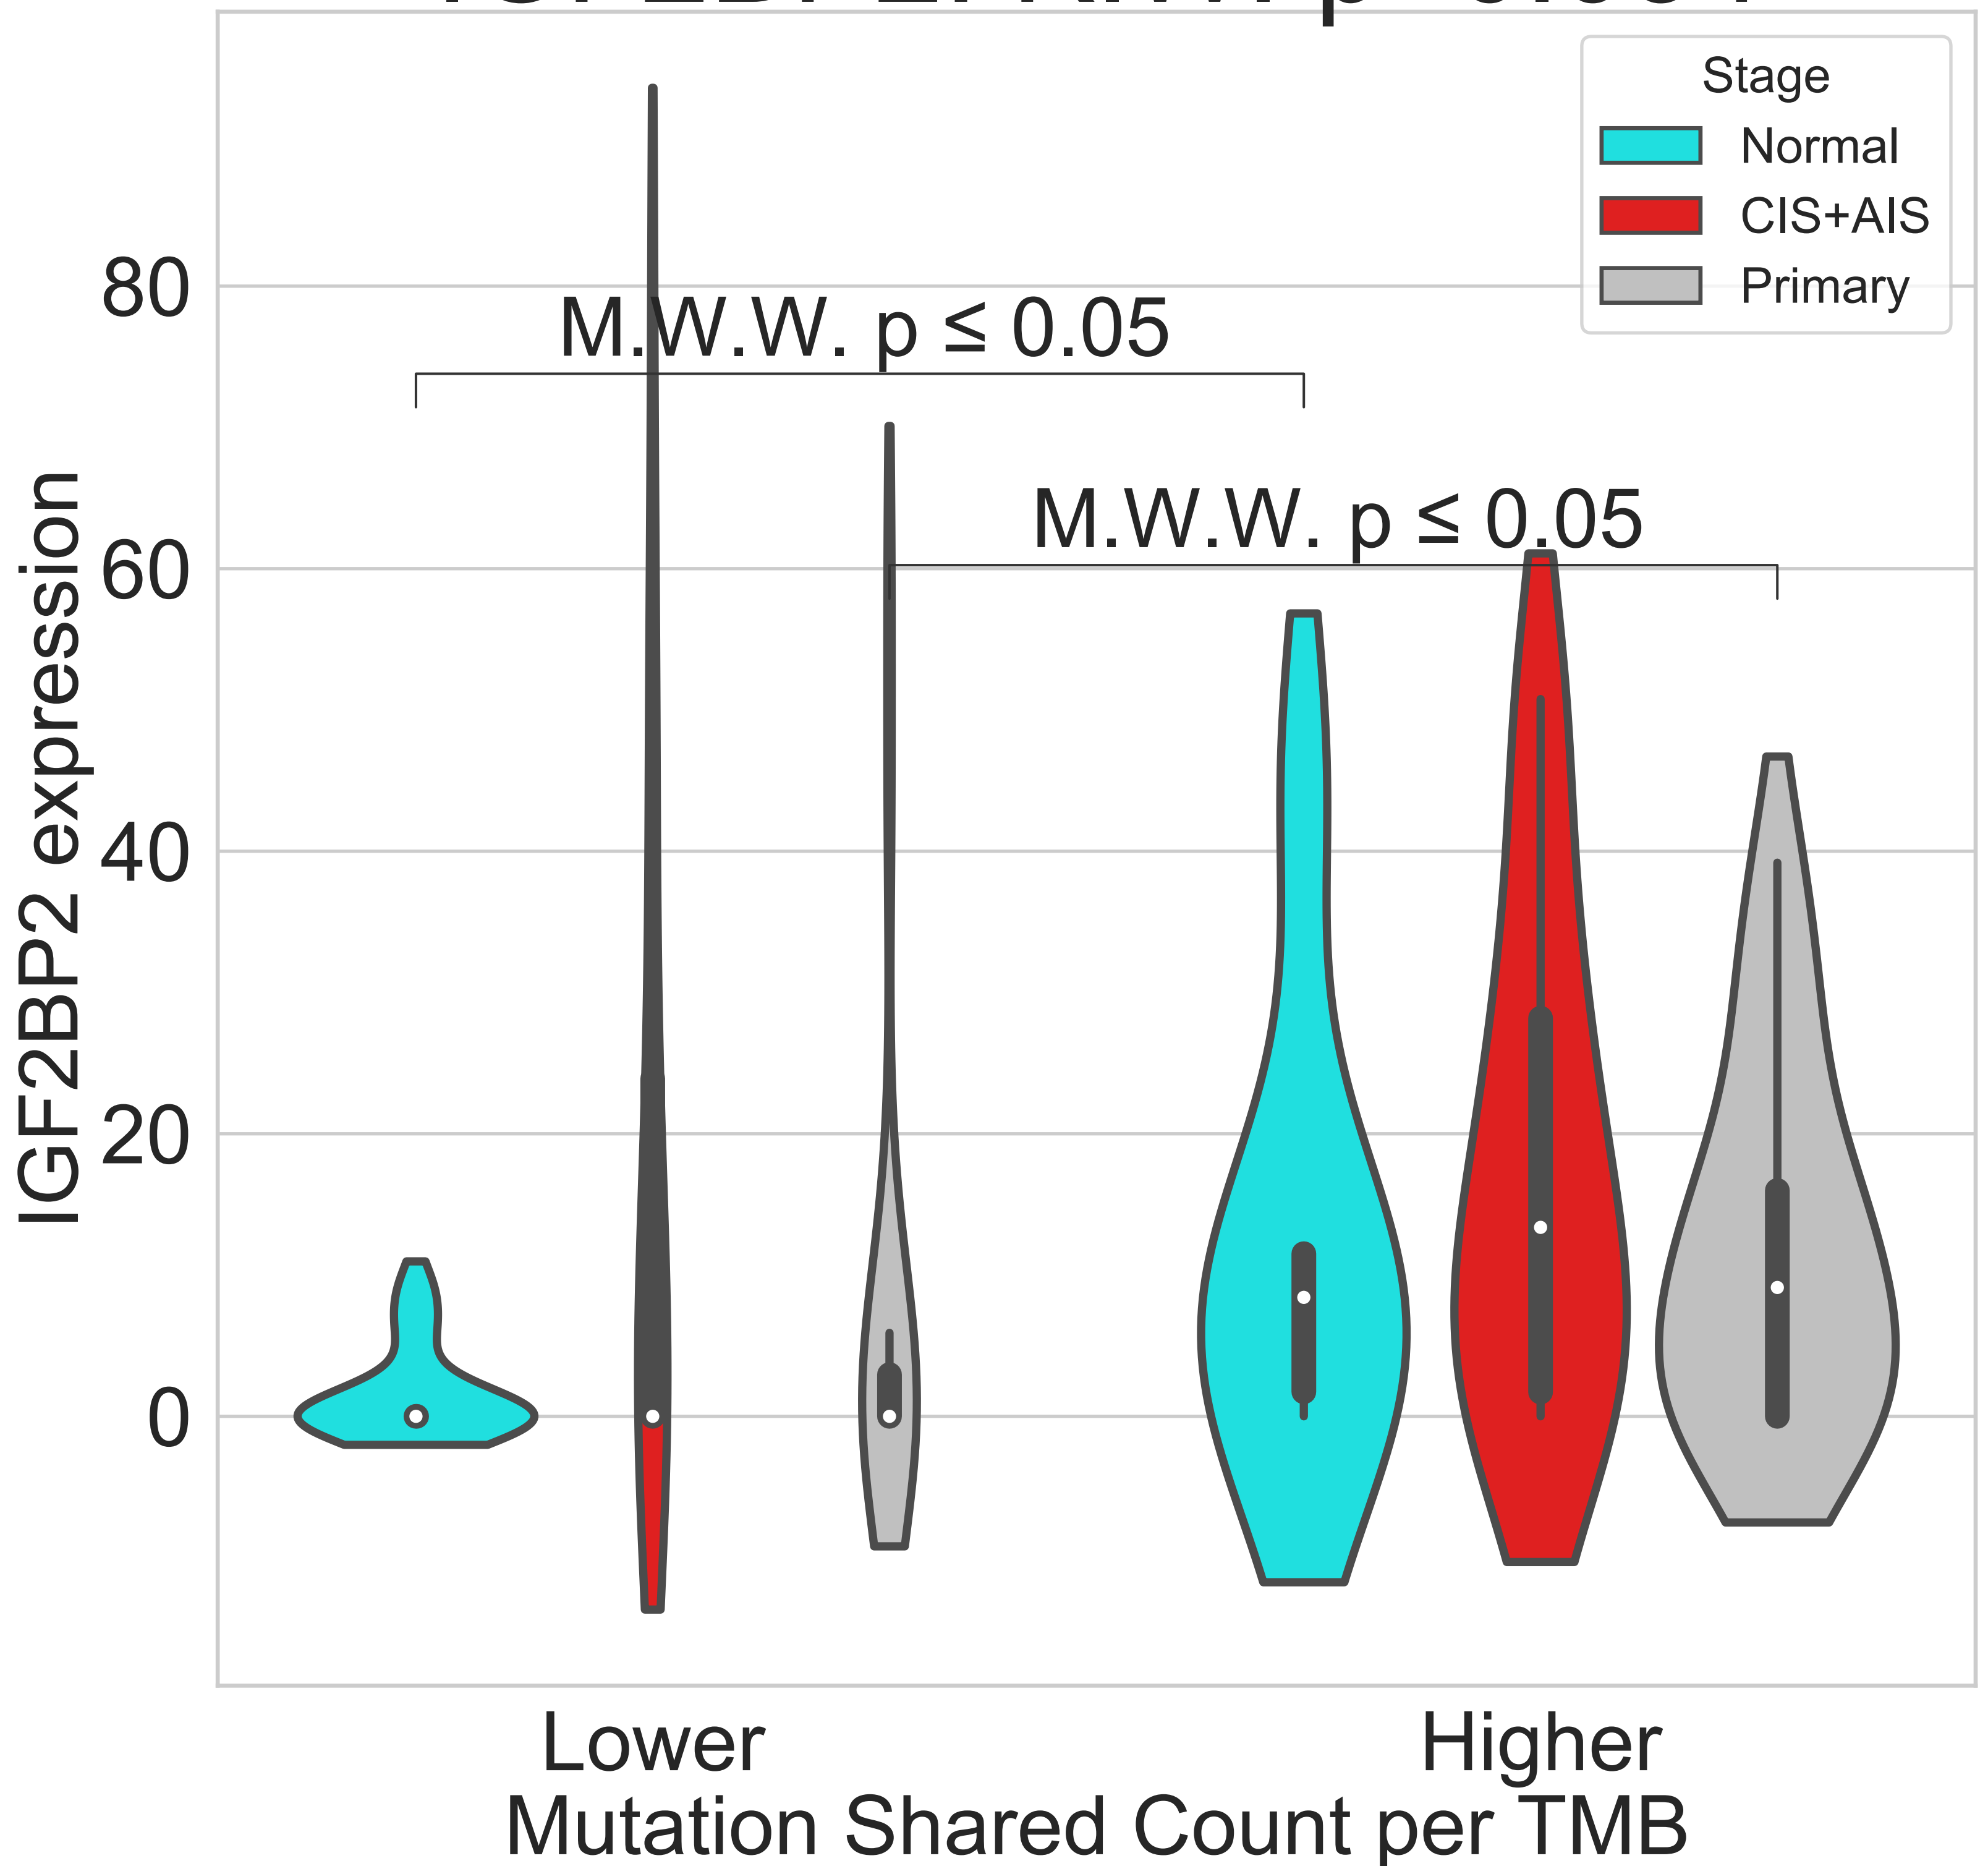 Stage
Normal
CIS+AIS
Primary
M.W.W. p ≤ 0.05
M.W.W. p ≤ 0.05
80
60
40
20
0
IGF2BP2 expression
Lower
Higher
Mutation Shared Count per TMB